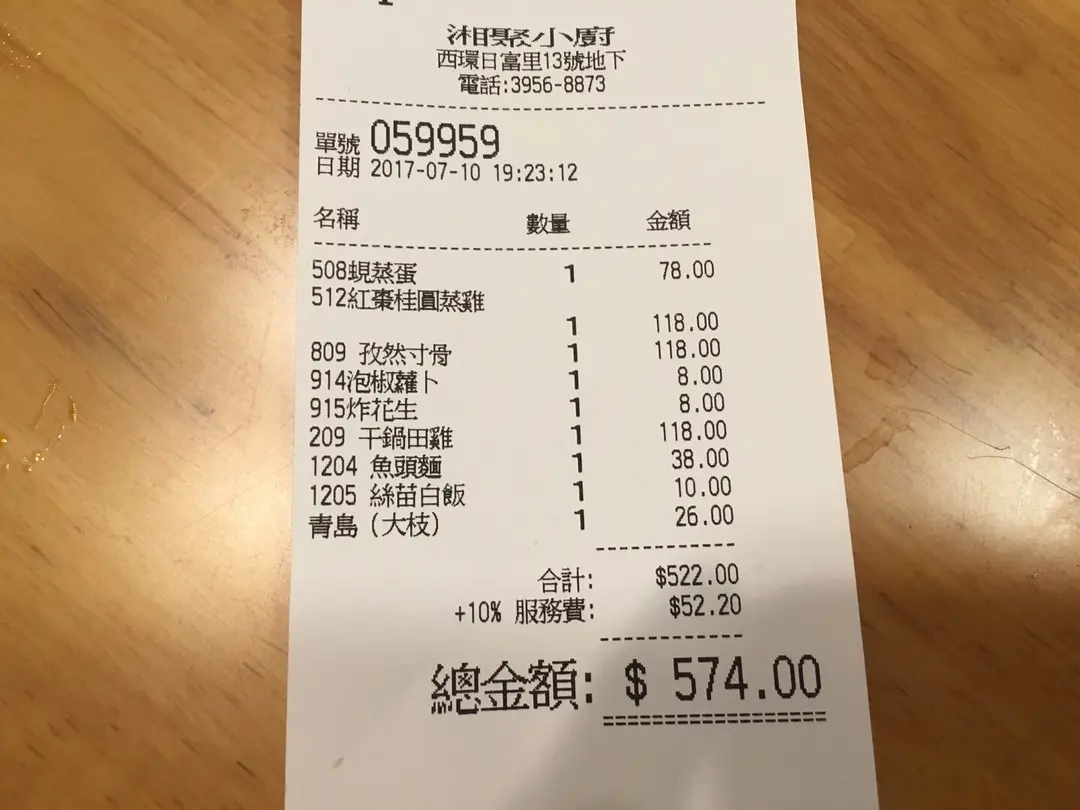 湘聚小廚
西環日富里13號地下
電話:3956-8873
單號 059959
日期 2017-07-10 19:23:12
名稱 數量 金額
508蜆蒸蛋 1 78.00
512紅棗桂圓蒸雞
1 118.00
809 孜然寸骨 1 118.00
914泡椒蘿卜 1 8.00
915炸花生 1 8.00
209 干鍋田雞 1 118.00
1204 魚頭麵 1 38.00
1205 絲苗白飯 1 10.00
青島（大枝） 1 26.00
合計: $522.00
+10% 服務費: $52.20
總金額: $ 574.00